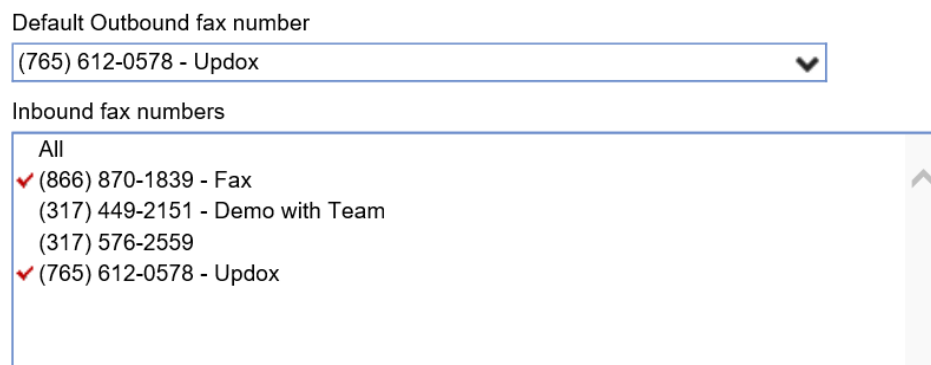 Default Outbound fax number
(765) 612-0578 - Updox
Inbound fax numbers
All
(866) 870-1839 - Fax
(317) 449-2151 - Demo with Team
(317) 576-2559
(765) 612-0578 - Updox